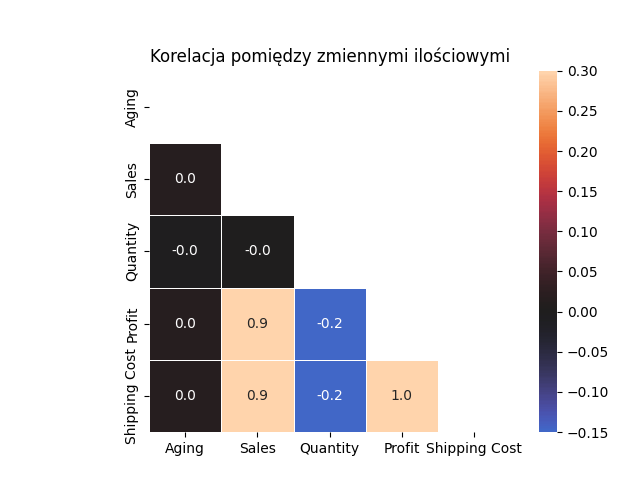 Korelacja pomiędzy zmiennymi ilościowymi
Aging
Sales
Quantity
Profit
Shipping Cost
0.0
-0.0 -0.0
0.0 0.9 -0.2
0.0 0.9 -0.2 1.0
Aging Sales Quantity Profit Shipping Cost
0.30
0.25
0.20
0.15
0.10
0.05
0.00
−0.05
−0.10
−0.15